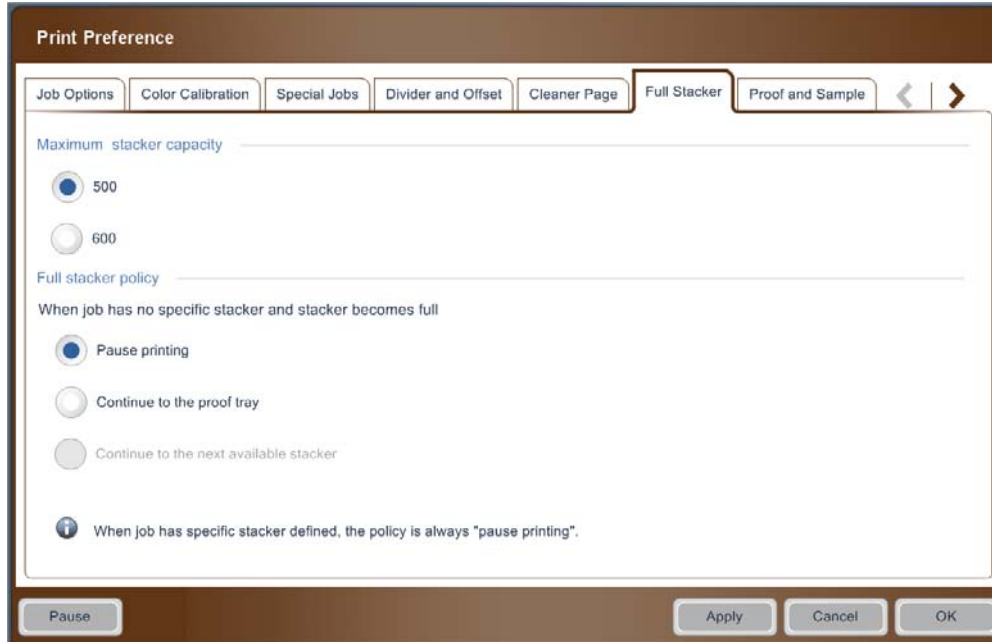 Print Preference
Job Options Color Calibration Special Jobs Divider and Offset Cleaner Page Full Stacker Proof and Sample
Maximum stacker capacity
500
600
Full stacker policy
When job has no specific stacker and stacker becomes full
Pause printing
Continue to the proof tray
Continue to the next available stacker
When job has specific stacker defined, the policy is always "pause printing".
Pause Apply Cancel OK